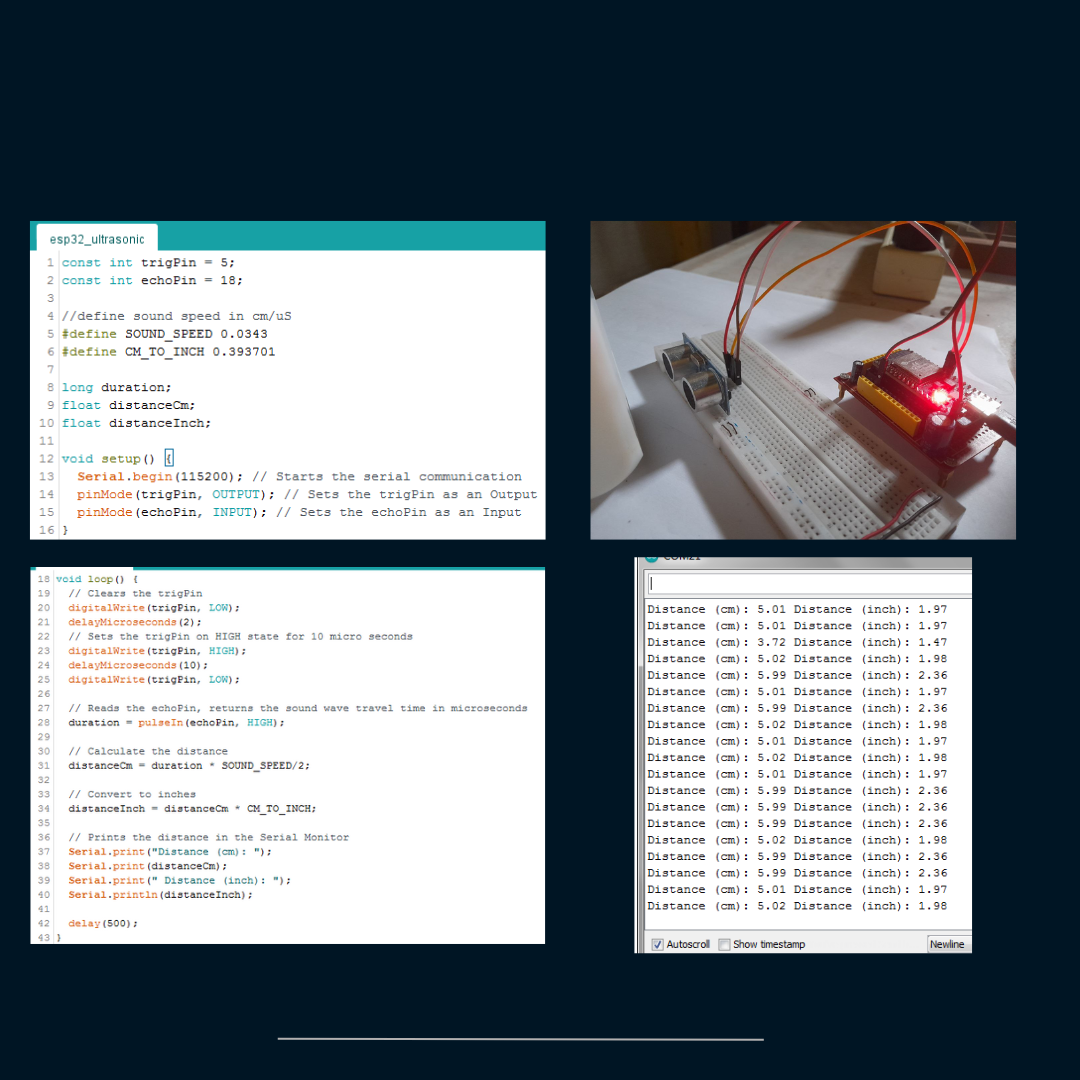 esp32_ultrasonic
1 const int trigPin = 5;
2 const int echoPin = 18;
3
4 //define sound speed in cm/uS
5 #define SOUND_SPEED 0.0343
6 #define CM_TO_INCH 0.393701
7
8 long duration;
9 float distanceCm;
10 float distanceInch;
11
12 void setup() {
13 Serial.begin(115200); // Starts the serial communication
14 pinMode(trigPin, OUTPUT); // Sets the trigPin as an Output
15 pinMode(echoPin, INPUT); // Sets the echoPin as an Input
16 }
18 void loop() {
19 // Clears the trigPin
20 digitalWrite(trigPin, LOW);
21 delayMicroseconds(2);
22 // Sets the trigPin on HIGH state for 10 micro seconds
23 digitalWrite(trigPin, HIGH);
24 delayMicroseconds(10);
25 digitalWrite(trigPin, LOW);
26
27 // Reads the echoPin, returns the sound wave travel time in microseconds
28 duration = pulseIn(echoPin, HIGH);
29
30 // Calculate the distance
31 distanceCm = duration * SOUND_SPEED/2;
32
33 // Convert to inches
34 distanceInch = distanceCm * CM_TO_INCH;
35
36 // Prints the distance in the Serial Monitor
37 Serial.print("Distance (cm): ");
38 Serial.print(distanceCm);
39 Serial.print(" Distance (inch): ");
40 Serial.println(distanceInch);
41
42 delay(500);
43 }
COM21
Distance (cm): 5.01 Distance (inch): 1.97
Distance (cm): 5.01 Distance (inch): 1.97
Distance (cm): 3.72 Distance (inch): 1.47
Distance (cm): 5.02 Distance (inch): 1.98
Distance (cm): 5.99 Distance (inch): 2.36
Distance (cm): 5.01 Distance (inch): 1.97
Distance (cm): 5.99 Distance (inch): 2.36
Distance (cm): 5.02 Distance (inch): 1.98
Distance (cm): 5.01 Distance (inch): 1.97
Distance (cm): 5.02 Distance (inch): 1.98
Distance (cm): 5.01 Distance (inch): 1.97
Distance (cm): 5.99 Distance (inch): 2.36
Distance (cm): 5.99 Distance (inch): 2.36
Distance (cm): 5.99 Distance (inch): 2.36
Distance (cm): 5.02 Distance (inch): 1.98
Distance (cm): 5.99 Distance (inch): 2.36
Distance (cm): 5.99 Distance (inch): 2.36
Distance (cm): 5.01 Distance (inch): 1.97
Distance (cm): 5.02 Distance (inch): 1.98
Autoscroll Show timestamp Newline